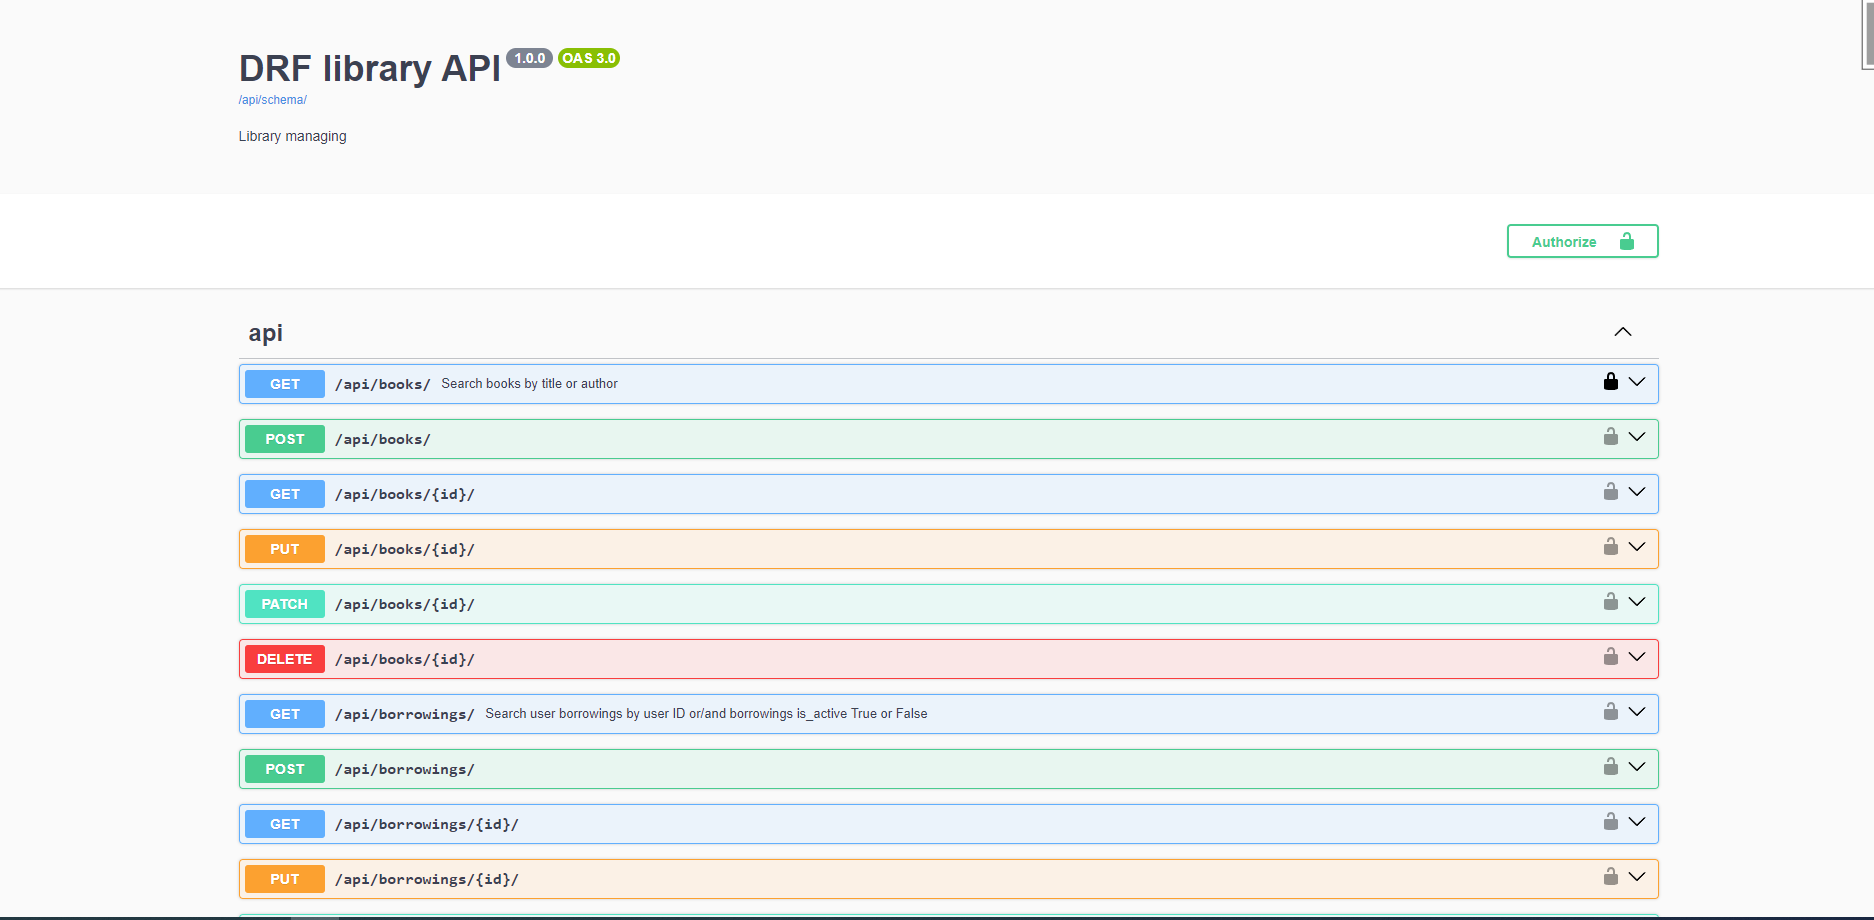 DRF library API 1.0.0 OAS 3.0
/api/schema/
Library managing
Authorize
api
GET /api/books/ Search books by title or author
POST /api/books/
GET /api/books/{id}/
PUT /api/books/{id}/
PATCH /api/books/{id}/
DELETE /api/books/{id}/
GET /api/borrowings/ Search user borrowings by user ID or/and borrowings is_active True or False
POST /api/borrowings/
GET /api/borrowings/{id}/
PUT /api/borrowings/{id}/